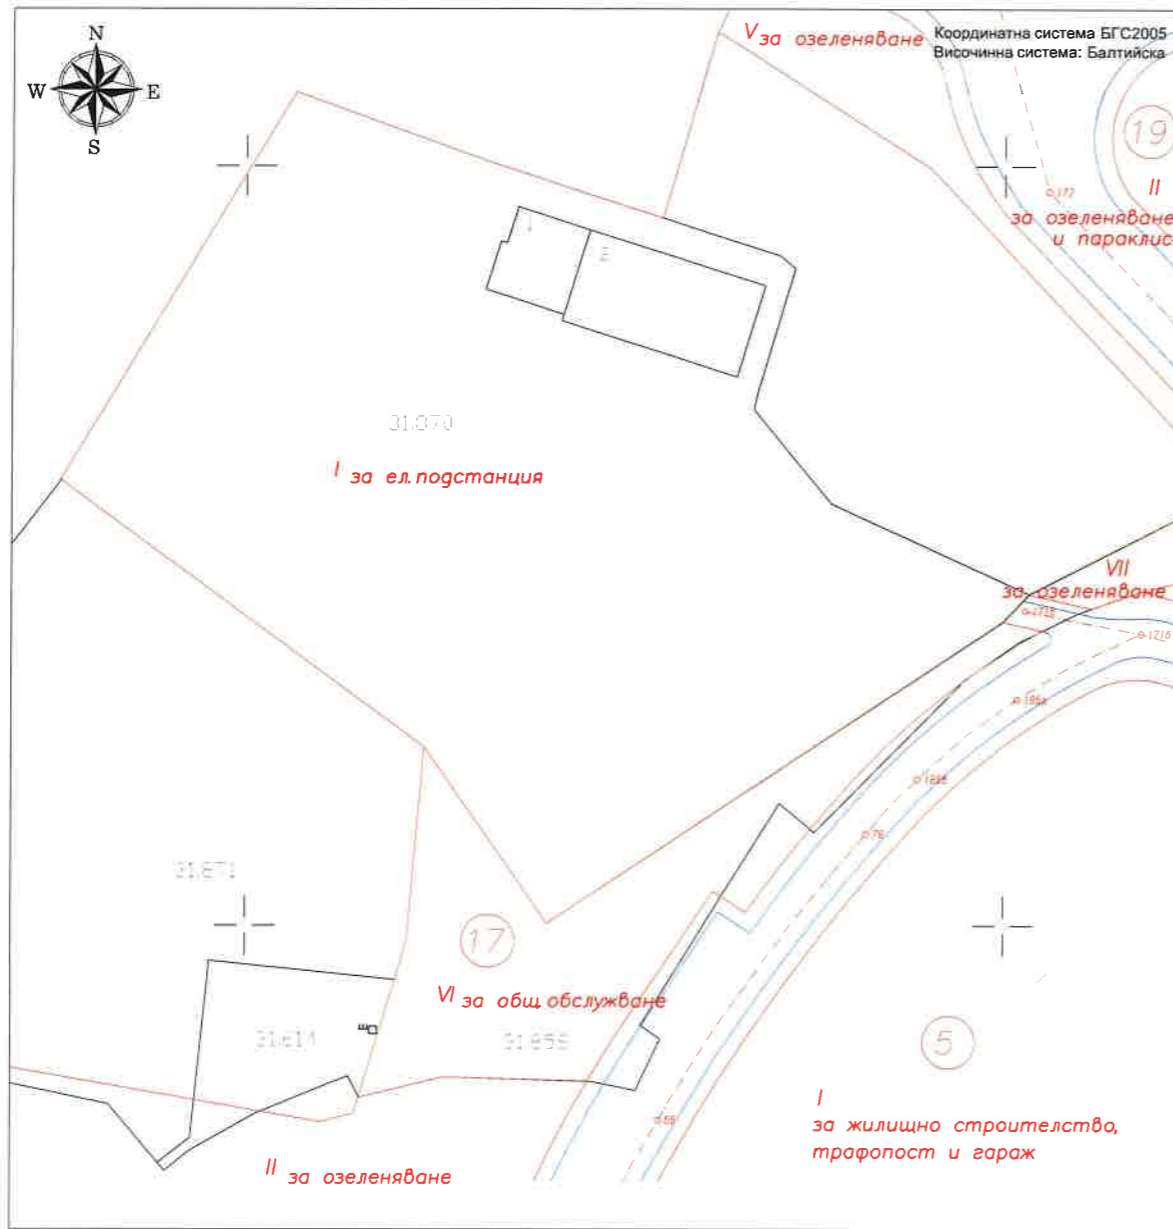 N
W E
S
V за озеленяване
Координатна система БГС2005
Височинна система: Балтийска
19
172
II
за озеленяване
и параклис
I за ел.подстанция
VII
за озеленяване
17
VI за общ.обслужване
5
I
за жилищно строителство,
трафопост и гараж
II за озеленяване